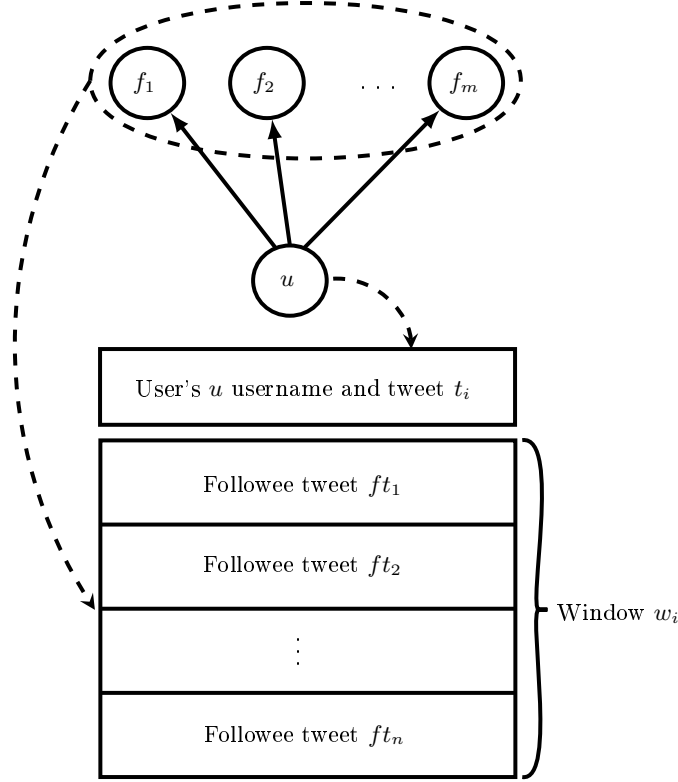 f₁ f₂ . . . fₘ
u
User's u username and tweet tᵢ
Followee tweet ft₁
Followee tweet ft₂
⋮
Window wᵢ
Followee tweet ftₙ